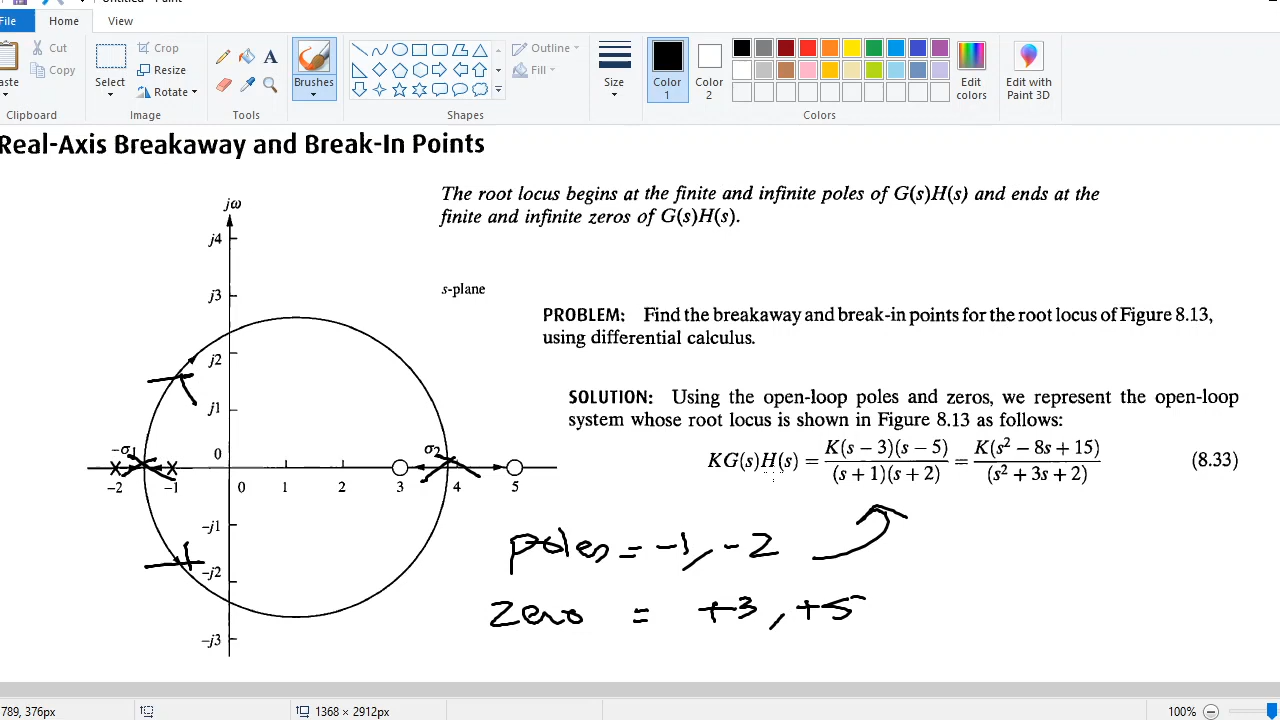 File
Home
View
Cut
Copy
Clipboard
Select
Crop
Resize
Rotate
Image
Tools
Brushes
Outline
Fill
Shapes
Size
Color 1
Color 2
Edit colors
Colors
Edit with Paint 3D
Real-Axis Breakaway and Break-In Points
The root locus begins at the finite and infinite poles of G(s)H(s) and ends at the
finite and infinite zeros of G(s)H(s).
jω
j4
j3
j2
j1
0
-j1
-j2
-j3
s-plane
-σ1
σ2
-2 -1 0 1 2 3 4 5
PROBLEM: Find the breakaway and break-in points for the root locus of Figure 8.13,
using differential calculus.
SOLUTION: Using the open-loop poles and zeros, we represent the open-loop
system whose root locus is shown in Figure 8.13 as follows:
KG(s)H(s) = K(s − 3)(s − 5) / (s + 1)(s + 2) = K(s² − 8s + 15) / (s² + 3s + 2) (8.33)
poles = -1, -2
zero = +3, +5
789, 376px
1368 × 2912px
100%